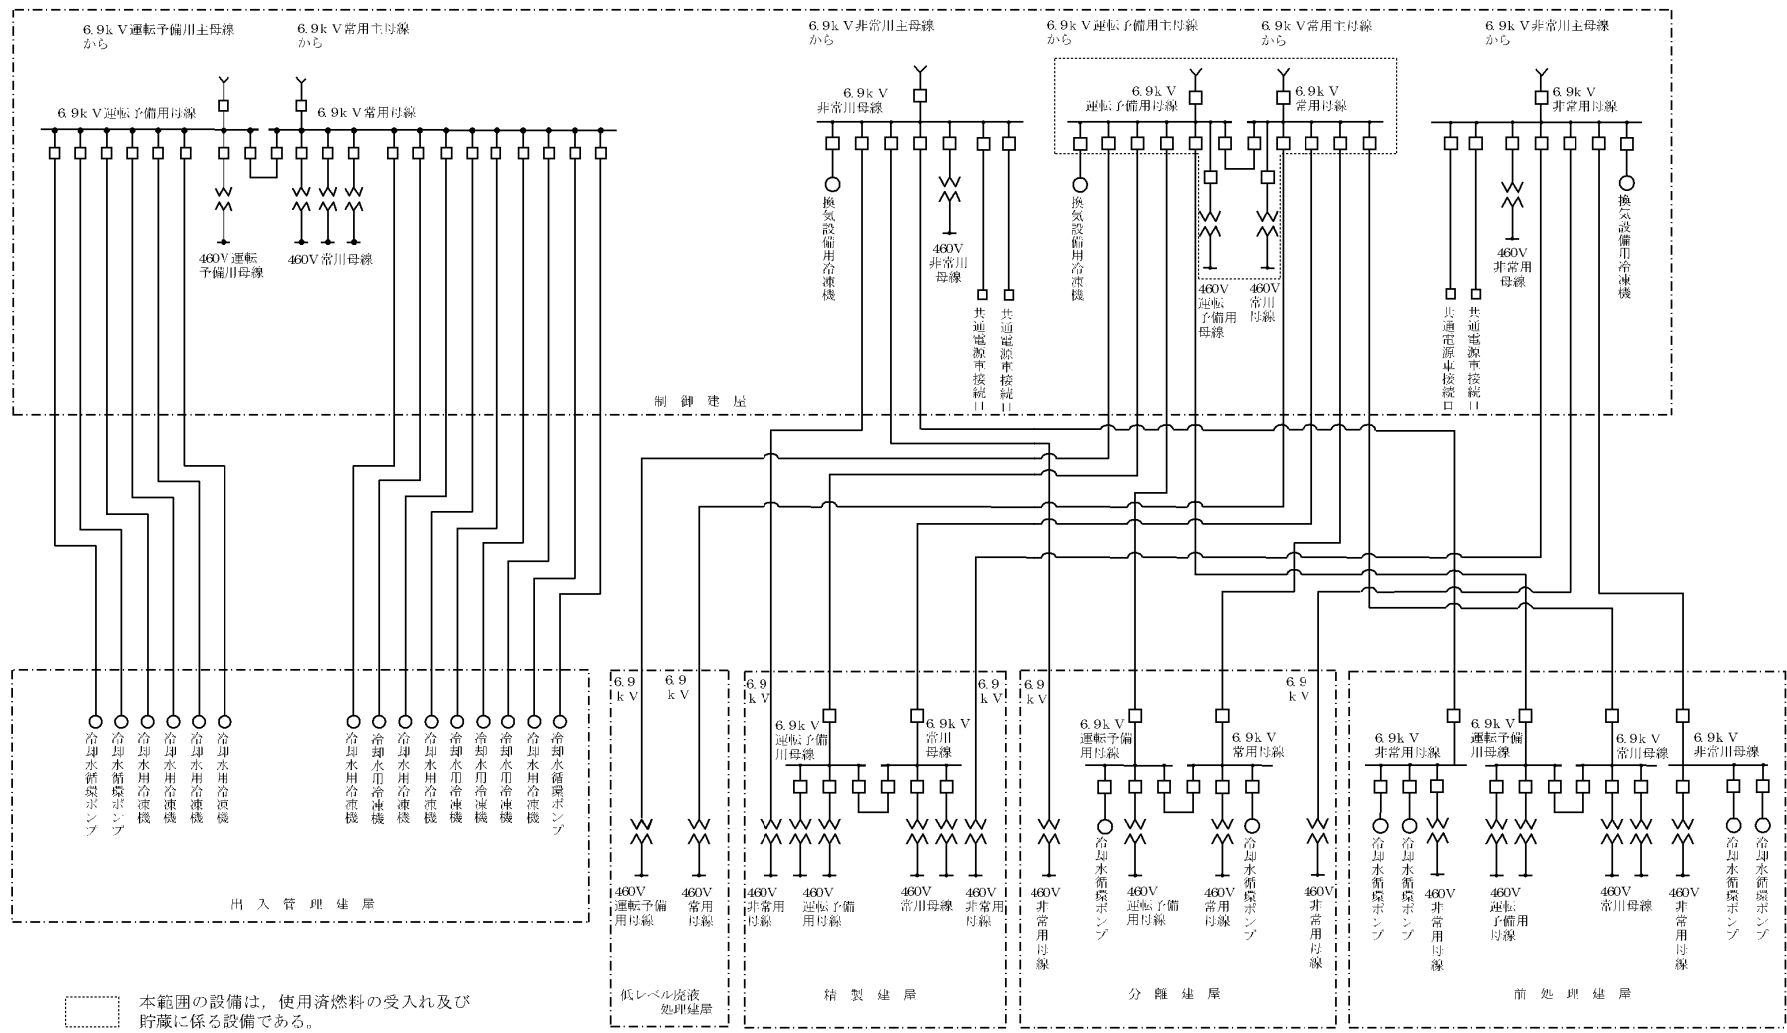 6.9kV運転予備用主母線
から
6.9kV常用主母線
から
6.9kV非常用主母線
から
6.9kV運転予備用主母線
から
6.9kV常用主母線
から
6.9kV非常用主母線
から
6.9kV運転予備用母線
6.9kV常用母線
6.9kV
非常用母線
6.9kV
運転予備用母線
6.9kV
常用母線
6.9kV
非常用母線
460V運転
予備用母線
460V常用母線
換気設備用冷凍機
460V
非常用
母線
共通電源車接続口
共通電源車接続口
換気設備用冷凍機
460V
運転
予備用
母線
460V
常用
母線
共通電源車接続口
共通電源車接続口
460V
非常用
母線
換気設備用冷凍機
制御建屋
冷却水循環ポンプ
冷却水循環ポンプ
冷却水用冷凍機
冷却水用冷凍機
冷却水用冷凍機
冷却水用冷凍機
冷却水用冷凍機
冷却水用冷凍機
冷却水用冷凍機
冷却水用冷凍機
冷却水用冷凍機
冷却水用冷凍機
冷却水用冷凍機
冷却水用冷凍機
冷却水循環ポンプ
出入管理建屋
6.9
kV
6.9
kV
460V
運転予備
用母線
460V
常用
母線
低レベル廃液
処理建屋
6.9
kV
6.9kV
運転予備
用母線
6.9kV
常用
母線
6.9
kV
460V
非常用
母線
460V
運転予備
用母線
460V
常用母線
460V
非常用
母線
精製建屋
6.9
kV
6.9kV
運転予備
用母線
6.9kV
常用母線
6.9
kV
460V
非常用母線
冷却水循環ポンプ
460V
運転予備
用母線
460V
常用
母線
冷却水循環ポンプ
460V
非常用母線
分離建屋
6.9kV
非常用母線
6.9kV
運転予備
用母線
6.9kV
常用母線
6.9kV
非常用母線
冷却水循環ポンプ
冷却水循環ポンプ
460V
非常用母線
460V
運転
予備用
母線
460V
常用母線
460V
非常用母線
冷却水循環ポンプ
冷却水循環ポンプ
前処理建屋
本範囲の設備は，使用済燃料の受入れ及び
貯蔵に係る設備である。